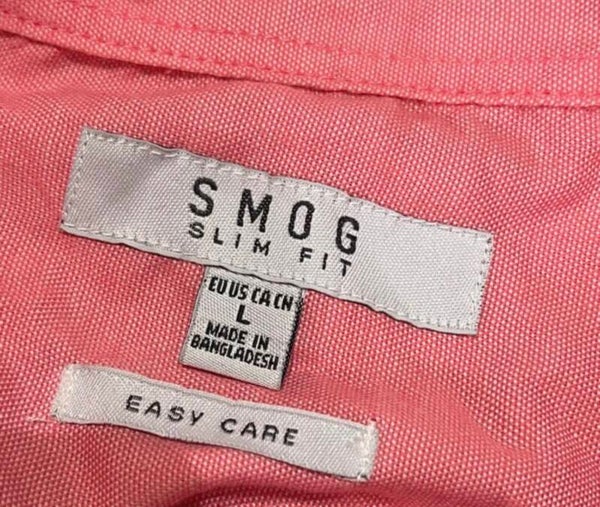 SMOG
SLIM FIT
EU US CA CN
L
MADE IN
BANGLADESH
EASY CARE